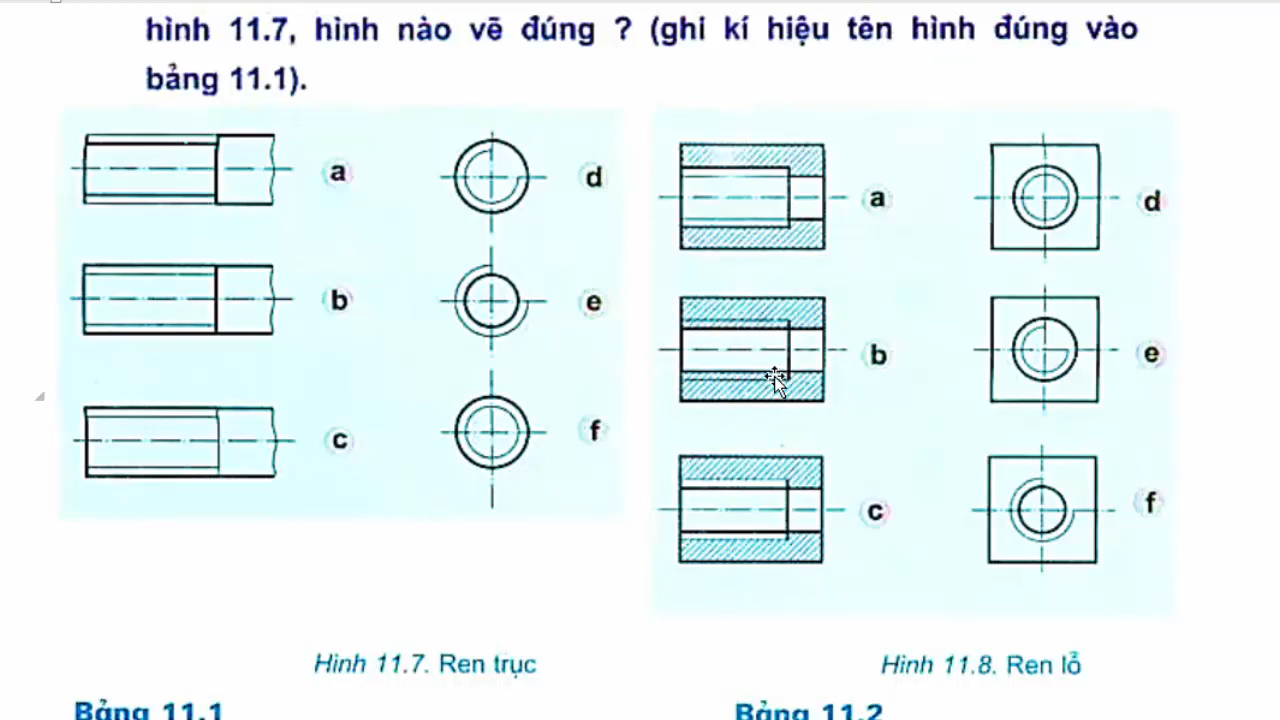 hình 11.7, hình nào vẽ đúng ? (ghi kí hiệu tên hình đúng vào
bảng 11.1).
a
d
b
e
c
f
a
d
b
e
c
f
Hình 11.7. Ren trục
Hình 11.8. Ren lỗ
Bảng 11.1
Bảng 11.2